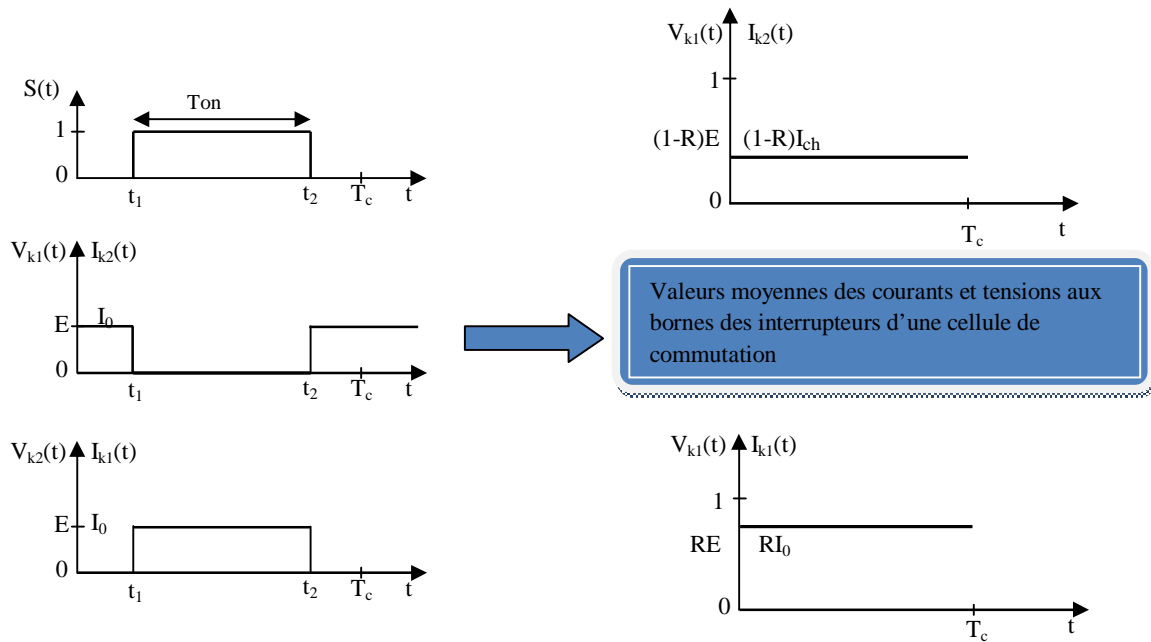 S(t)
Ton
1
0
t1
t2
Tc
t
Vk1(t) Ik2(t)
E
I0
0
t1
t2
Tc
t
Vk2(t) Ik1(t)
E
I0
0
t1
t2
Tc
t
Vk1(t) Ik2(t)
1
(1-R)E (1-R)Ich
0
Tc
t
Valeurs moyennes des courants et tensions aux
bornes des interrupteurs d’une cellule de
commutation
Vk1(t) Ik1(t)
1
RE RI0
0
Tc
t